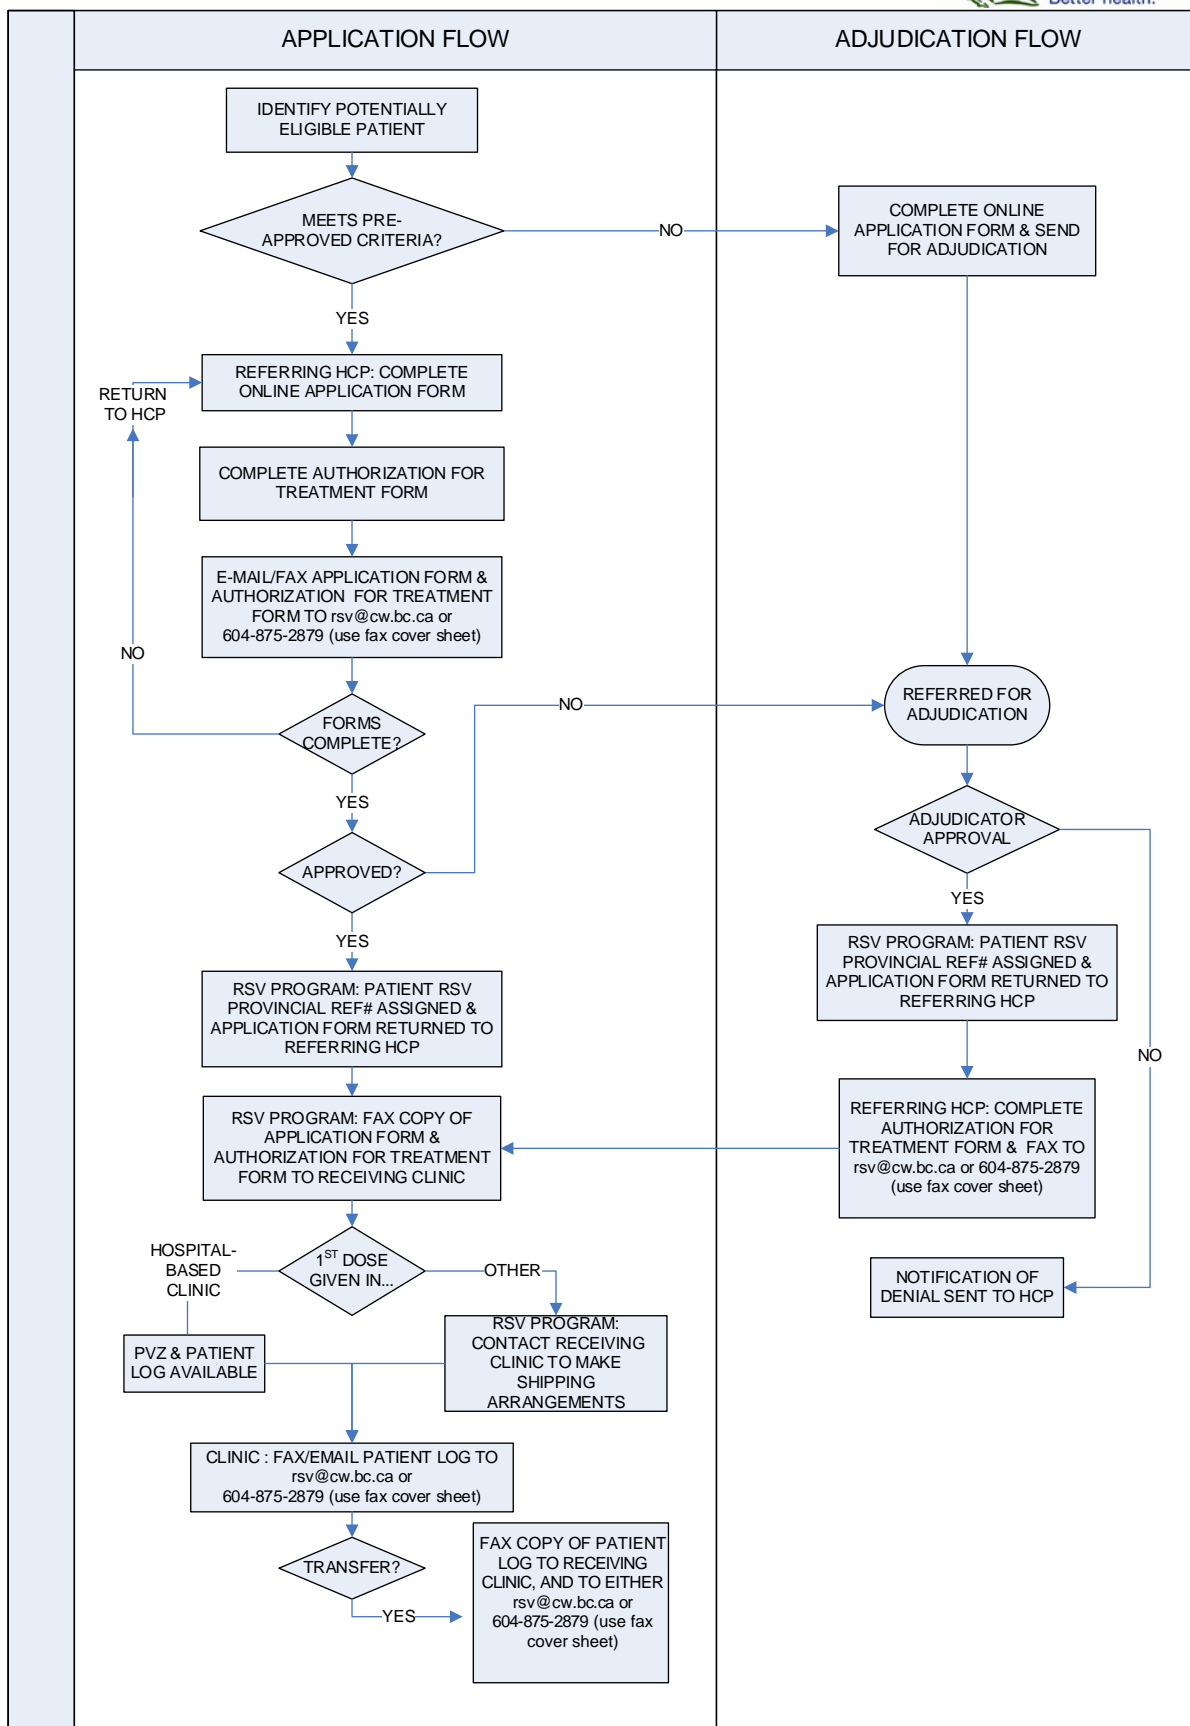 Better health.
APPLICATION FLOW
ADJUDICATION FLOW
IDENTIFY POTENTIALLY
ELIGIBLE PATIENT
MEETS PRE-
APPROVED CRITERIA?
NO
COMPLETE ONLINE
APPLICATION FORM & SEND
FOR ADJUDICATION
YES
REFERRING HCP: COMPLETE
ONLINE APPLICATION FORM
RETURN
TO HCP
COMPLETE AUTHORIZATION FOR
TREATMENT FORM
E-MAIL/FAX APPLICATION FORM &
AUTHORIZATION FOR TREATMENT
FORM TO rsv@cw.bc.ca or
604-875-2879 (use fax cover sheet)
NO
FORMS
COMPLETE?
NO
REFERRED FOR
ADJUDICATION
YES
APPROVED?
ADJUDICATOR
APPROVAL
YES
YES
RSV PROGRAM: PATIENT RSV
PROVINCIAL REF# ASSIGNED &
APPLICATION FORM RETURNED TO
REFERRING HCP
RSV PROGRAM: PATIENT RSV
PROVINCIAL REF# ASSIGNED &
APPLICATION FORM RETURNED TO
REFERRING HCP
NO
RSV PROGRAM: FAX COPY OF
APPLICATION FORM &
AUTHORIZATION FOR TREATMENT
FORM TO RECEIVING CLINIC
REFERRING HCP: COMPLETE
AUTHORIZATION FOR
TREATMENT FORM & FAX TO
rsv@cw.bc.ca or 604-875-2879
(use fax cover sheet)
HOSPITAL-
BASED
CLINIC
1ST DOSE
GIVEN IN...
OTHER
NOTIFICATION OF
DENIAL SENT TO HCP
PVZ & PATIENT
LOG AVAILABLE
RSV PROGRAM:
CONTACT RECEIVING
CLINIC TO MAKE
SHIPPING
ARRANGEMENTS
CLINIC : FAX/EMAIL PATIENT LOG TO
rsv@cw.bc.ca or
604-875-2879 (use fax cover sheet)
TRANSFER?
YES
FAX COPY OF PATIENT
LOG TO RECEIVING
CLINIC, AND TO EITHER
rsv@cw.bc.ca or
604-875-2879 (use fax
cover sheet)